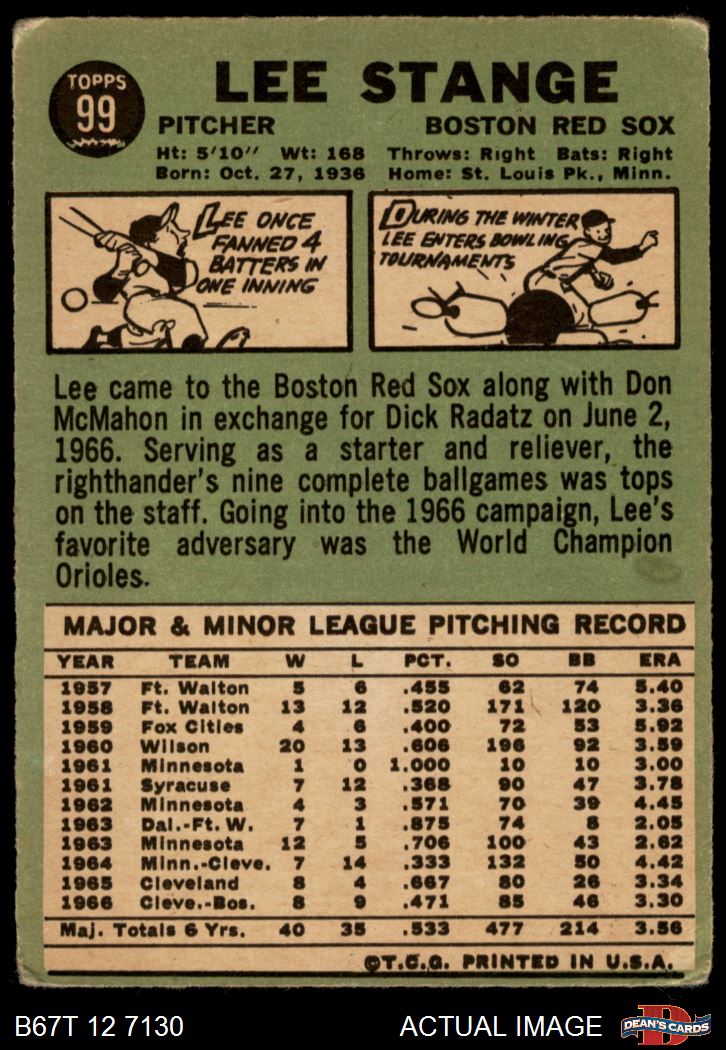 TOPPS
99
LEE STANGE
PITCHER BOSTON RED SOX
Ht: 5'10" Wt: 168 Throws: Right Bats: Right
Born: Oct. 27, 1936 Home: St. Louis Pk., Minn.
LEE ONCE
FANNED 4
BATTERS IN
ONE INNING
DURING THE WINTER
LEE ENTERS BOWLING
TOURNAMENTS
Lee came to the Boston Red Sox along with Don
McMahon in exchange for Dick Radatz on June 2,
1966. Serving as a starter and reliever, the
righthander's nine complete ballgames was tops
on the staff. Going into the 1966 campaign, Lee's
favorite adversary was the World Champion
Orioles.
MAJOR & MINOR LEAGUE PITCHING RECORD
YEAR TEAM W L PCT. SO BB ERA
1957 Ft. Walton 5 6 .455 62 74 5.40
1958 Ft. Walton 13 12 .520 171 120 3.36
1959 Fox Cities 4 6 .400 72 53 5.92
1960 Wilson 20 13 .606 196 92 3.59
1961 Minnesota 1 0 1.000 10 10 3.00
1961 Syracuse 7 12 .368 90 47 3.78
1962 Minnesota 4 3 .571 70 39 4.45
1963 Dal.-Ft. W. 7 1 .875 74 8 2.05
1963 Minnesota 12 5 .706 100 43 2.62
1964 Minn.-Cleve. 7 14 .333 132 50 4.42
1965 Cleveland 8 4 .667 80 26 3.34
1966 Cleve.-Bos. 8 9 .471 85 46 3.30
Maj. Totals 6 Yrs. 40 35 .533 477 214 3.56
©T.C.G. PRINTED IN U.S.A.
B67T 12 7130 ACTUAL IMAGE
D
DEAN'S CARDS